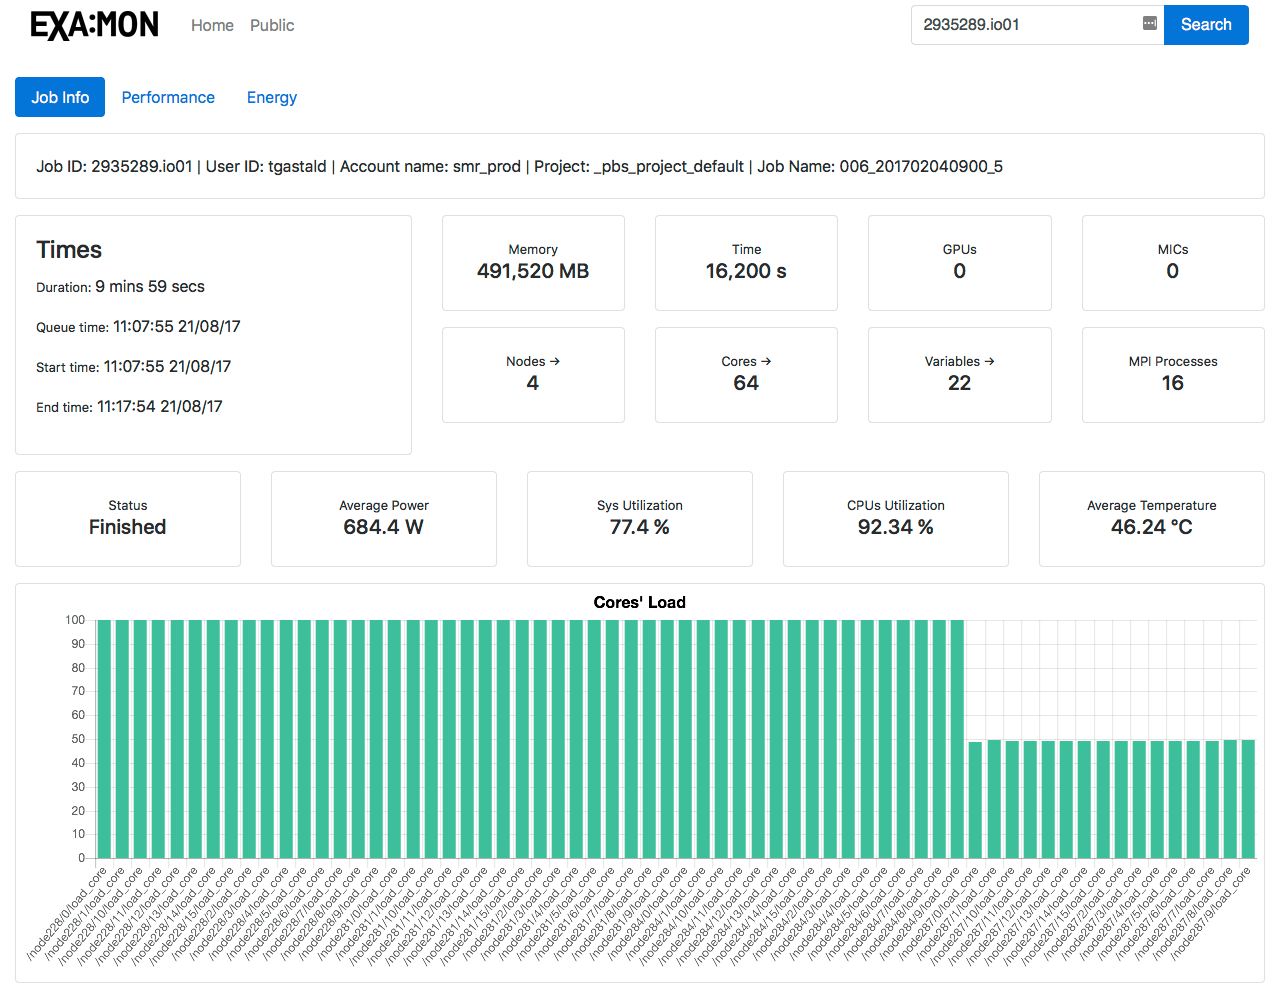 EXA:MON
Home
Public
2935289.io01
Search
Job Info
Performance
Energy
Job ID: 2935289.io01 | User ID: tgastald | Account name: smr_prod | Project: _pbs_project_default | Job Name: 006_201702040900_5
Times
Duration: 9 mins 59 secs
Queue time: 11:07:55 21/08/17
Start time: 11:07:55 21/08/17
End time: 11:17:54 21/08/17
Memory
491,520 MB
Time
16,200 s
GPUs
0
MICs
0
Nodes →
4
Cores →
64
Variables →
22
MPI Processes
16
Status
Finished
Average Power
684.4 W
Sys Utilization
77.4 %
CPUs Utilization
92.34 %
Average Temperature
46.24 °C
Cores' Load
100
90
80
70
60
50
40
30
20
10
0
/node228/0/load_core
/node228/1/load_core
/node228/10/load_core
/node228/11/load_core
/node228/12/load_core
/node228/13/load_core
/node228/14/load_core
/node228/15/load_core
/node228/2/load_core
/node228/3/load_core
/node228/4/load_core
/node228/5/load_core
/node228/6/load_core
/node228/7/load_core
/node228/8/load_core
/node228/9/load_core
/node281/0/load_core
/node281/1/load_core
/node281/10/load_core
/node281/11/load_core
/node281/12/load_core
/node281/13/load_core
/node281/14/load_core
/node281/15/load_core
/node281/2/load_core
/node281/3/load_core
/node281/4/load_core
/node281/5/load_core
/node281/6/load_core
/node281/7/load_core
/node281/8/load_core
/node281/9/load_core
/node284/0/load_core
/node284/1/load_core
/node284/10/load_core
/node284/11/load_core
/node284/12/load_core
/node284/13/load_core
/node284/14/load_core
/node284/15/load_core
/node284/2/load_core
/node284/3/load_core
/node284/4/load_core
/node284/5/load_core
/node284/6/load_core
/node284/7/load_core
/node284/8/load_core
/node284/9/load_core
/node287/0/load_core
/node287/1/load_core
/node287/10/load_core
/node287/11/load_core
/node287/12/load_core
/node287/13/load_core
/node287/14/load_core
/node287/15/load_core
/node287/2/load_core
/node287/3/load_core
/node287/4/load_core
/node287/5/load_core
/node287/6/load_core
/node287/7/load_core
/node287/8/load_core
/node287/9/load_core